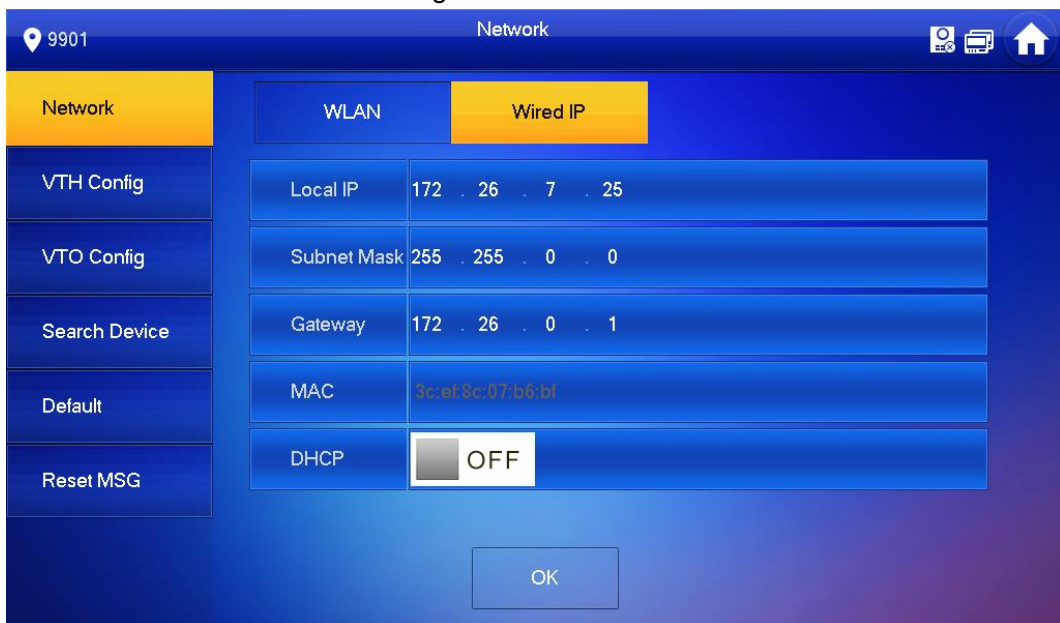 9901
Network
Network
WLAN
Wired IP
VTH Config
Local IP 172 . 26 . 7 . 25
VTO Config
Subnet Mask 255 . 255 . 0 . 0
Search Device
Gateway 172 . 26 . 0 . 1
Default
MAC 3c:ef:8c:07:b6:bf
Reset MSG
DHCP OFF
OK